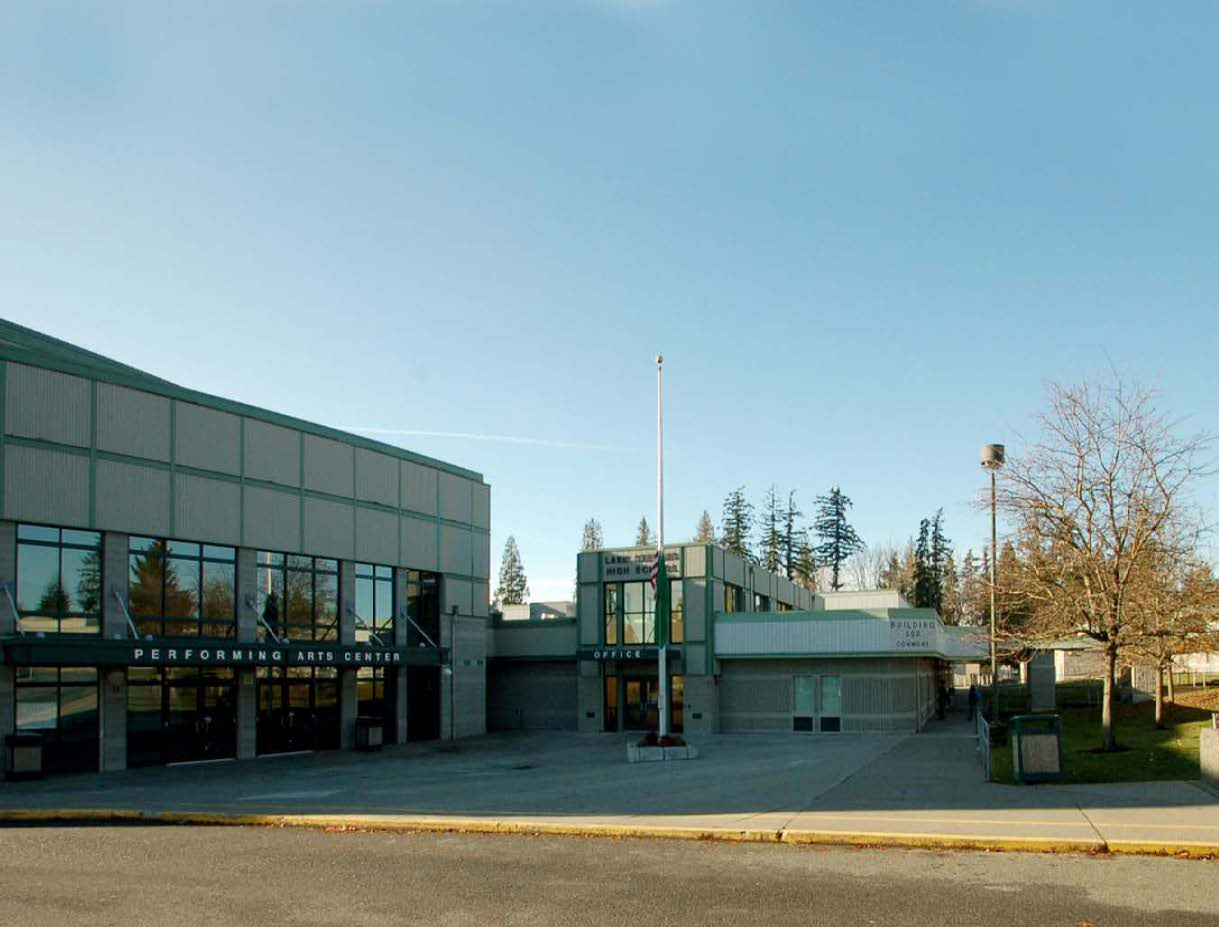 PERFORMING ARTS CENTER
HIGH SCHOOL
OFFICE
BUILDING
COMMONS